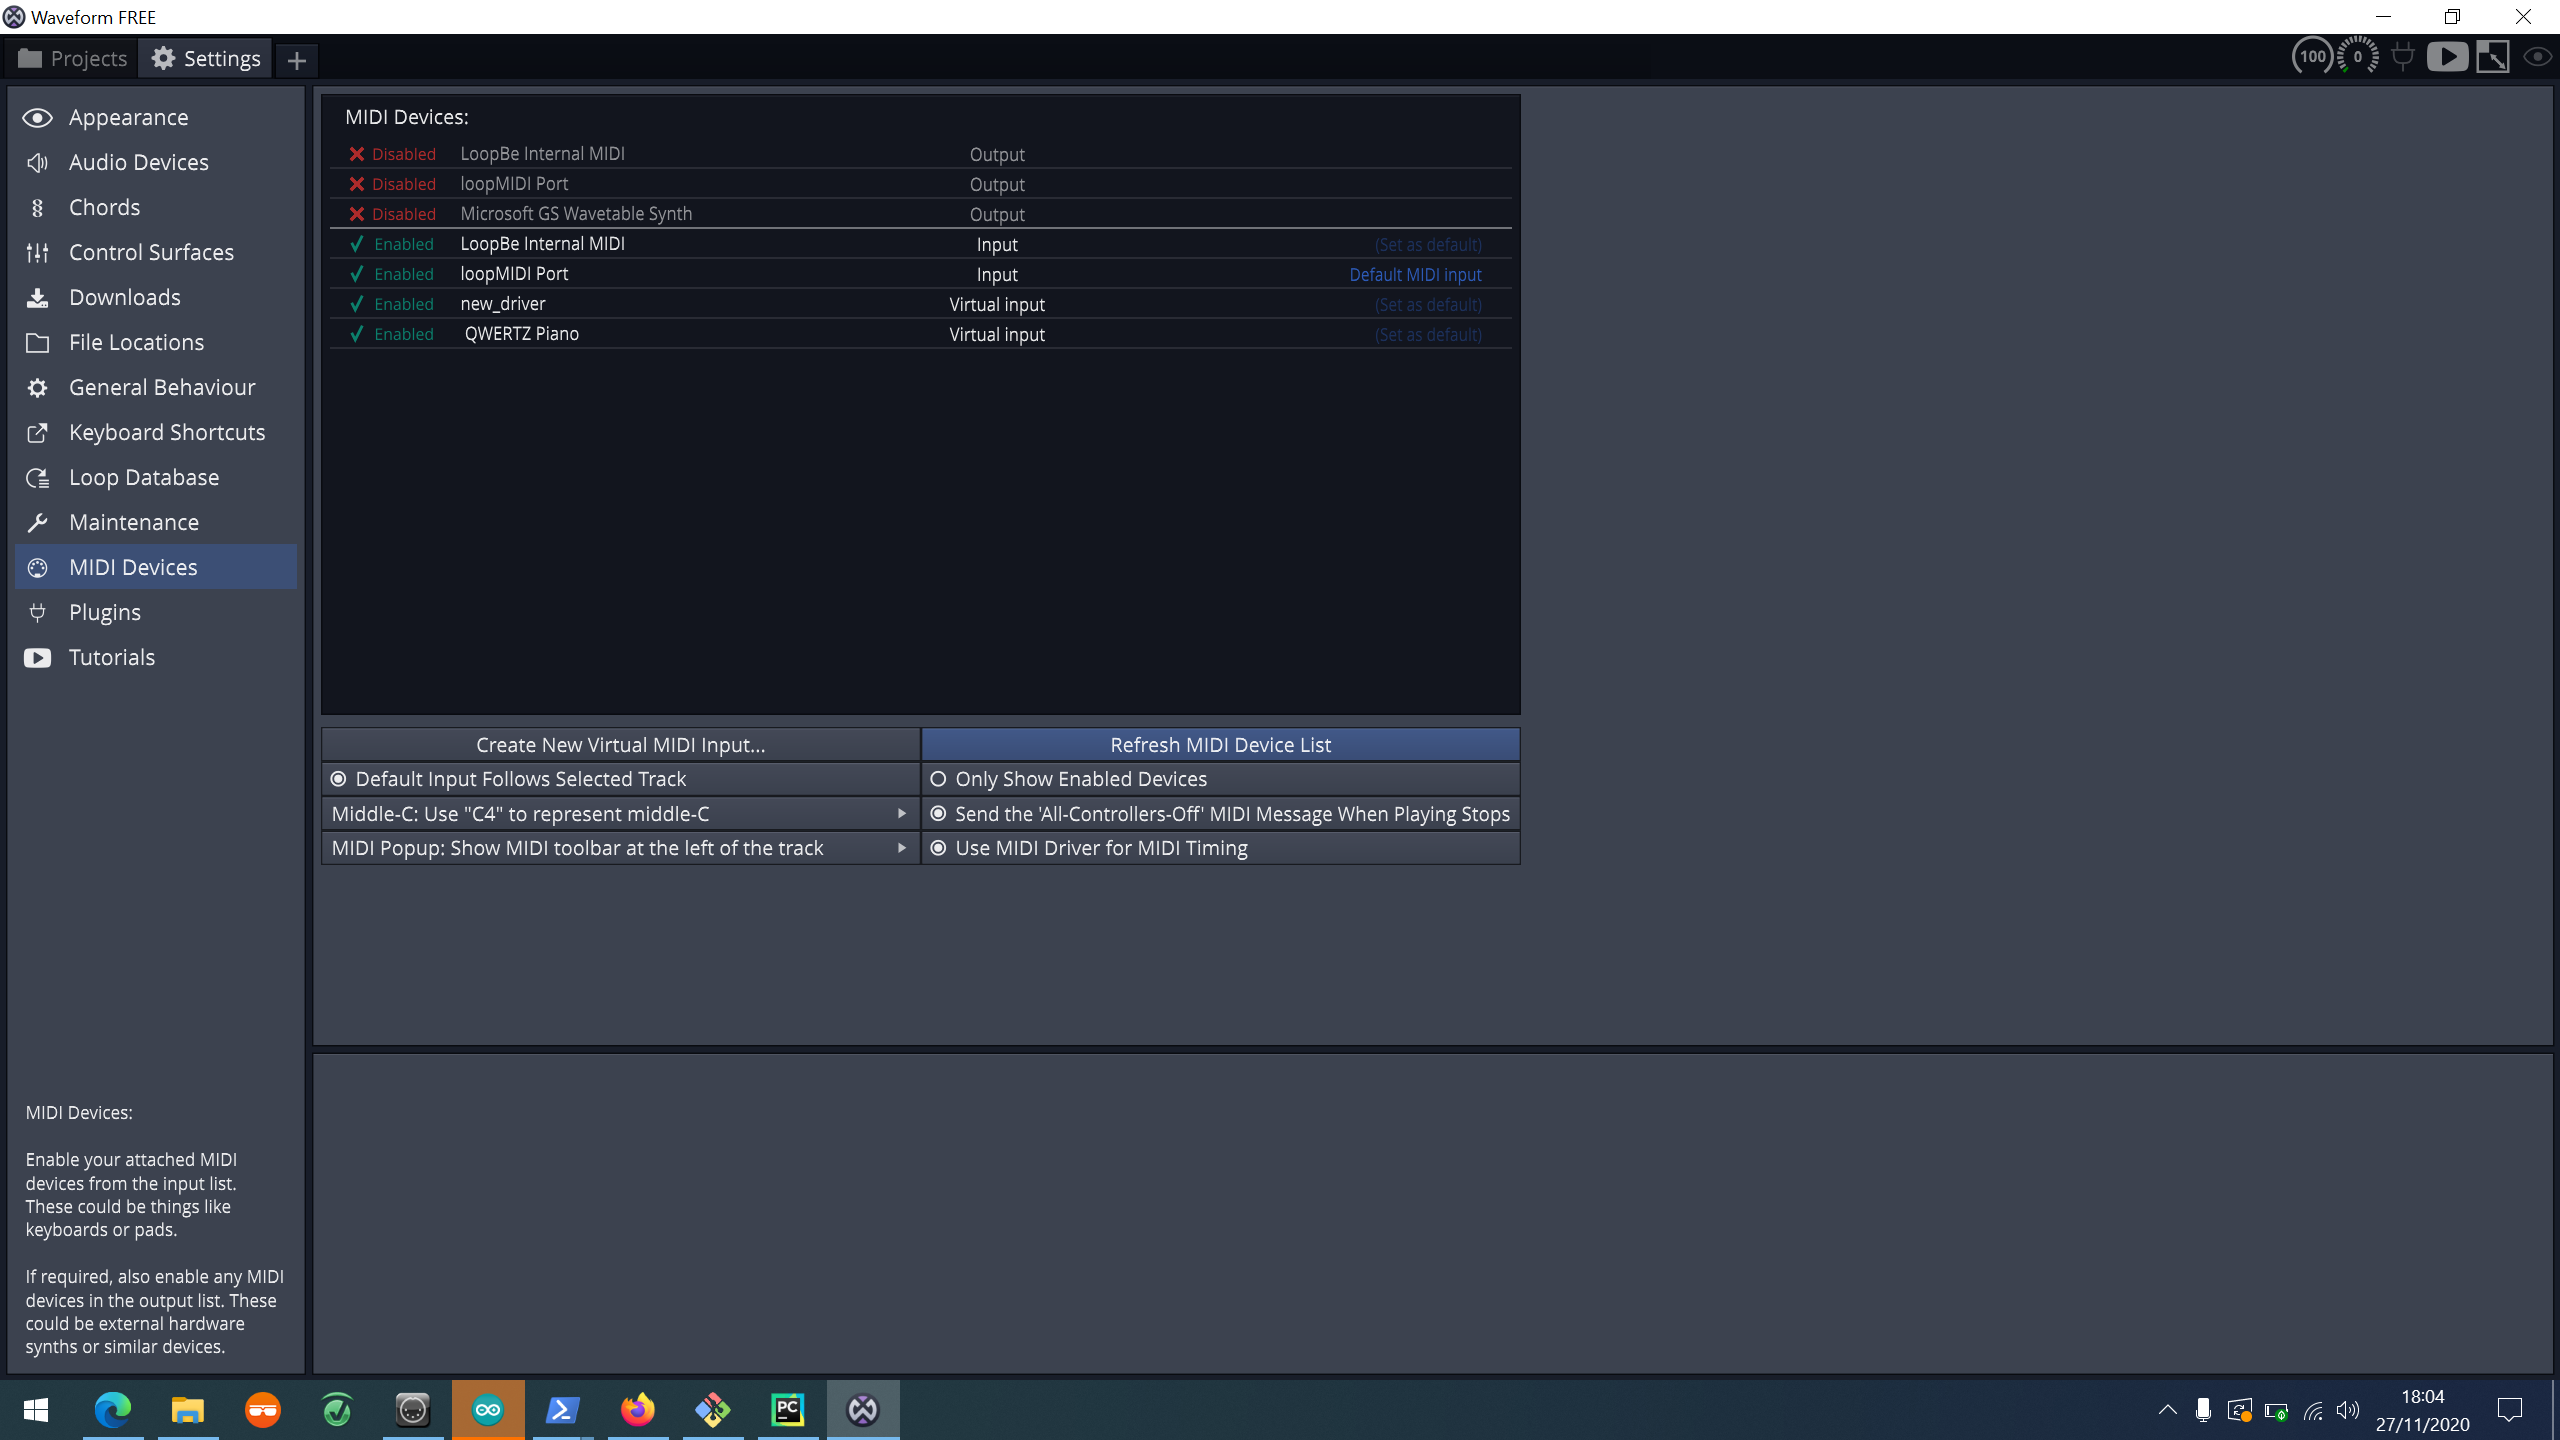 Waveform FREE
Projects
Settings
100
0
Appearance
Audio Devices
Chords
Control Surfaces
Downloads
File Locations
General Behaviour
Keyboard Shortcuts
Loop Database
Maintenance
MIDI Devices
Plugins
Tutorials
MIDI Devices:
Disabled LoopBe Internal MIDI Output
Disabled loopMIDI Port Output
Disabled Microsoft GS Wavetable Synth Output
Enabled LoopBe Internal MIDI Input (Set as default)
Enabled loopMIDI Port Input Default MIDI input
Enabled new_driver Virtual input (Set as default)
Enabled QWERTZ Piano Virtual input (Set as default)
Create New Virtual MIDI Input... Refresh MIDI Device List
Default Input Follows Selected Track Only Show Enabled Devices
Middle-C: Use "C4" to represent middle-C Send the 'All-Controllers-Off' MIDI Message When Playing Stops
MIDI Popup: Show MIDI toolbar at the left of the track Use MIDI Driver for MIDI Timing
MIDI Devices:
Enable your attached MIDI
devices from the input list.
These could be things like
keyboards or pads.
If required, also enable any MIDI
devices in the output list. These
could be external hardware
synths or similar devices.
PC
18:04
27/11/2020